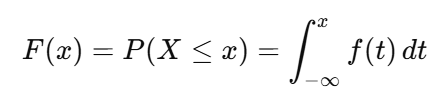 F(x) = P(X ≤ x) = ∫_{-∞}^{x} f(t) dt